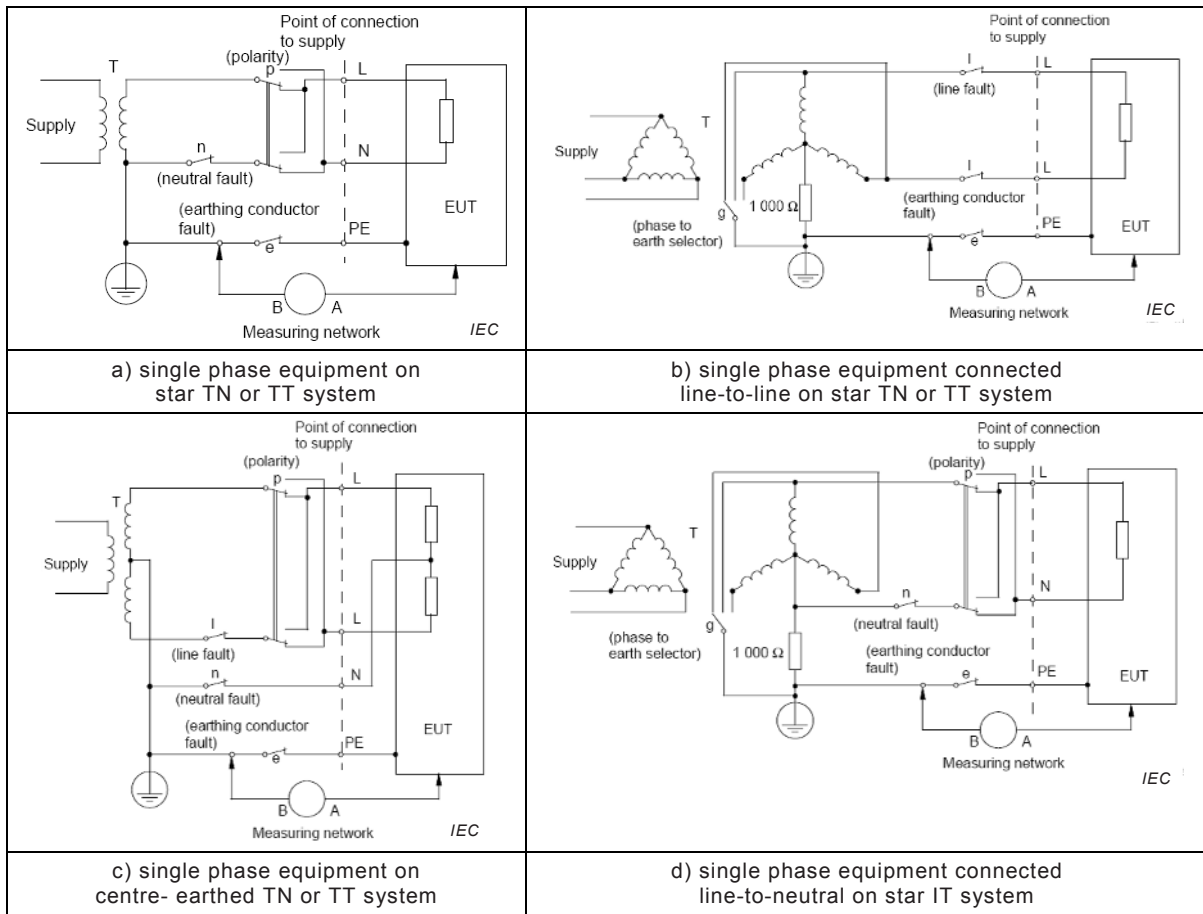 Point of connection
to supply
(polarity)
p
L
T
Supply
n
N
(neutral fault)
(earthing conductor
fault)
EUT
PE
e
B
A
Measuring network
IEC
a) single phase equipment on
star TN or TT system
Point of connection
to supply
l
L
(line fault)
T
Supply
l
L
(earthing conductor
fault)
g
1 000 Ω
(phase to
earth selector)
PE
EUT
e
B
A
Measuring network
IEC
b) single phase equipment connected
line-to-line on star TN or TT system
Point of connection
to supply
(polarity)
p
L
T
Supply
l
L
(line fault)
n
N
(neutral fault)
(earthing conductor
fault)
EUT
PE
e
B
A
Measuring network
IEC
c) single phase equipment on
centre- earthed TN or TT system
Point of connection
to supply
(polarity)
p
L
T
Supply
n
N
g
(neutral fault)
(phase to
earth selector)
1 000 Ω
(earthing conductor
fault)
e
PE
EUT
B
A
Measuring network
IEC
d) single phase equipment connected
line-to-neutral on star IT system